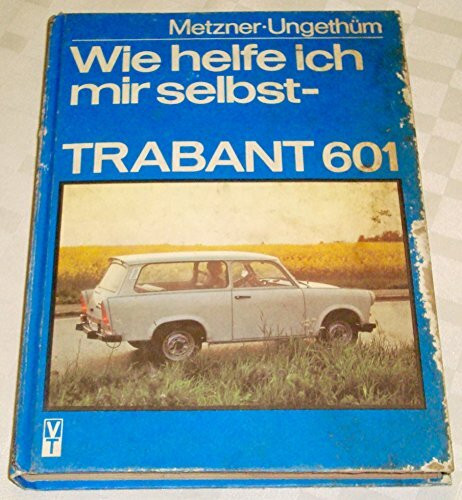 Metzner·Ungethüm
Wie helfe ich
mir selbst-
TRABANT 601
VT